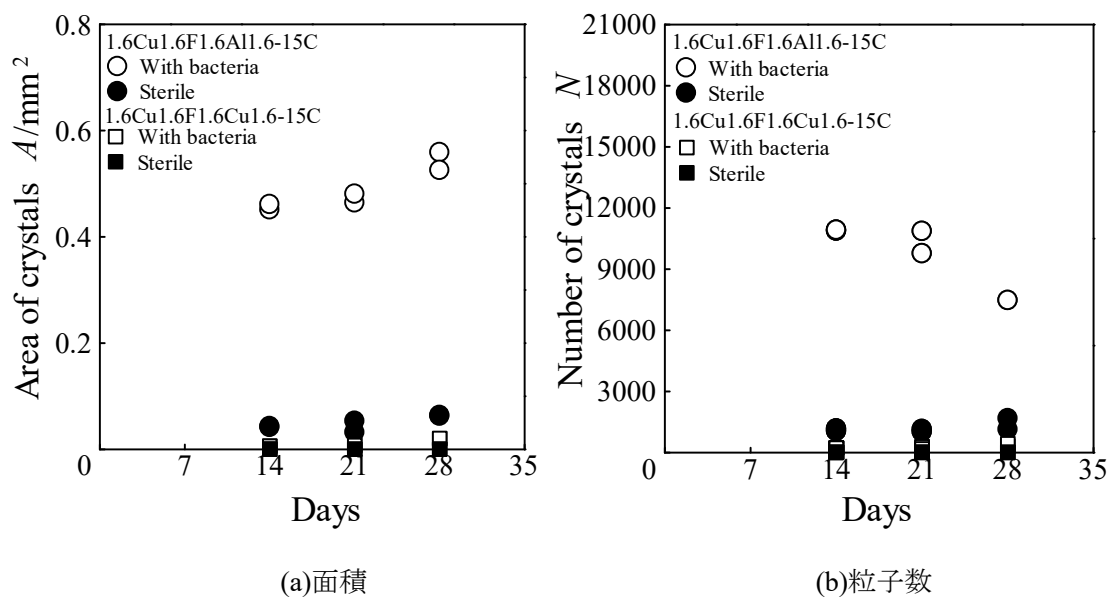 0.8
1.6Cu1.6F1.6Al1.6-15C
With bacteria
Sterile
1.6Cu1.6F1.6Cu1.6-15C
With bacteria
Sterile
0.6
0.4
0.2
0
7
14
21
28
35
Area of crystals A/mm²
Days
(a)面積
21000
1.6Cu1.6F1.6Al1.6-15C
With bacteria
Sterile
1.6Cu1.6F1.6Cu1.6-15C
With bacteria
Sterile
18000
15000
12000
9000
6000
3000
0
7
14
21
28
35
Number of crystals N
Days
(b)粒子数